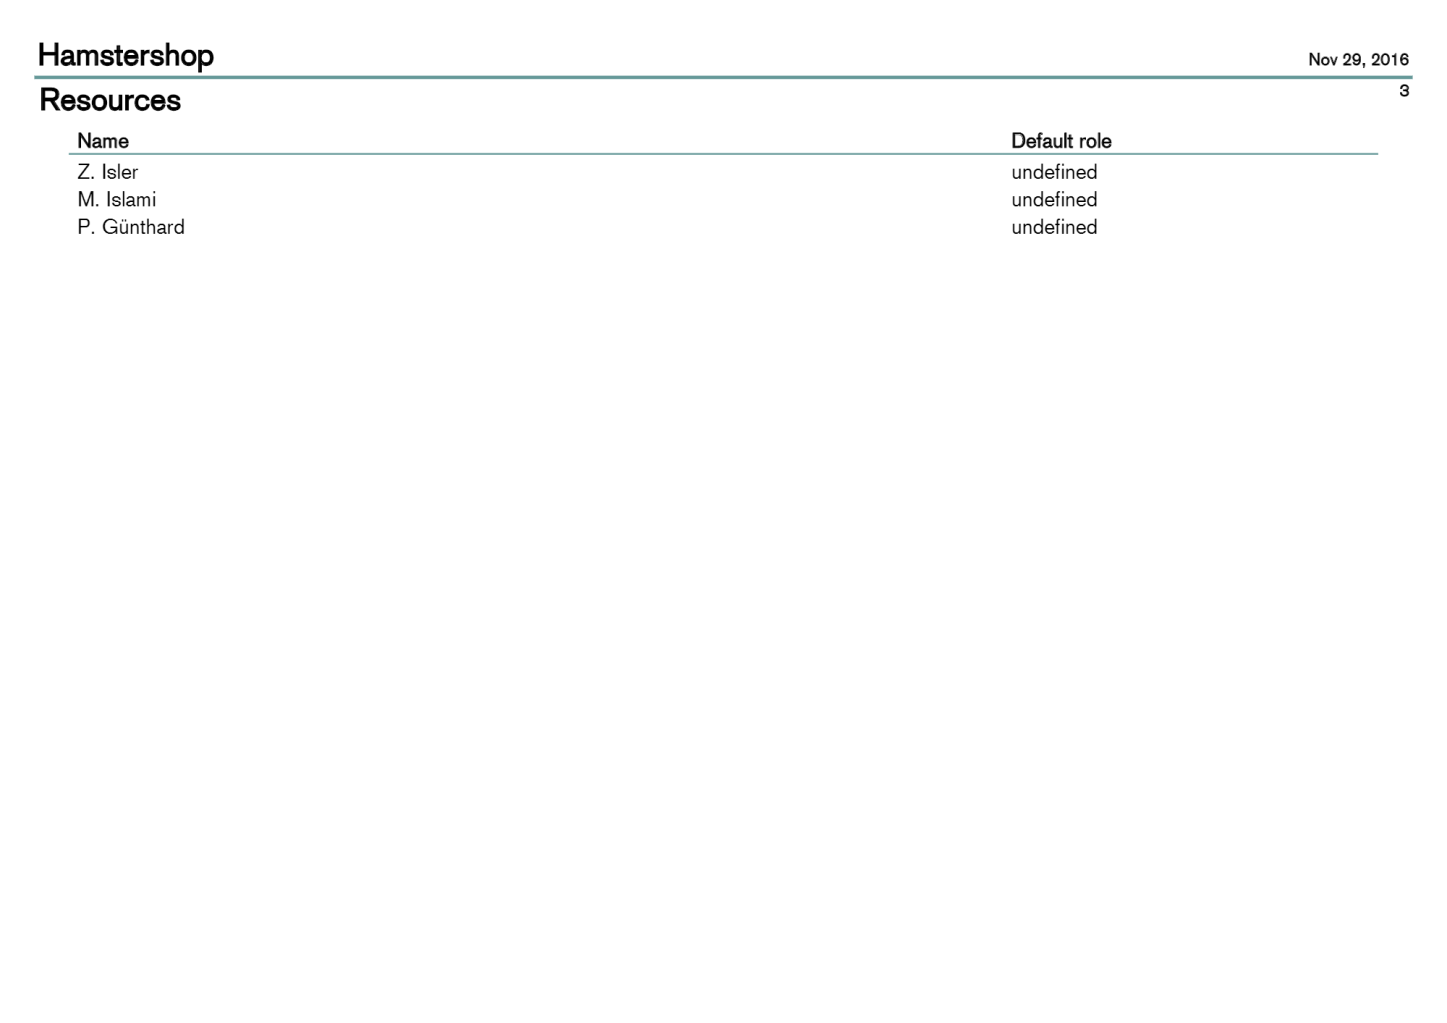 Hamstershop
Nov 29, 2016
Resources
3
Name Default role
Z. Isler undefined
M. Islami undefined
P. Günthard undefined